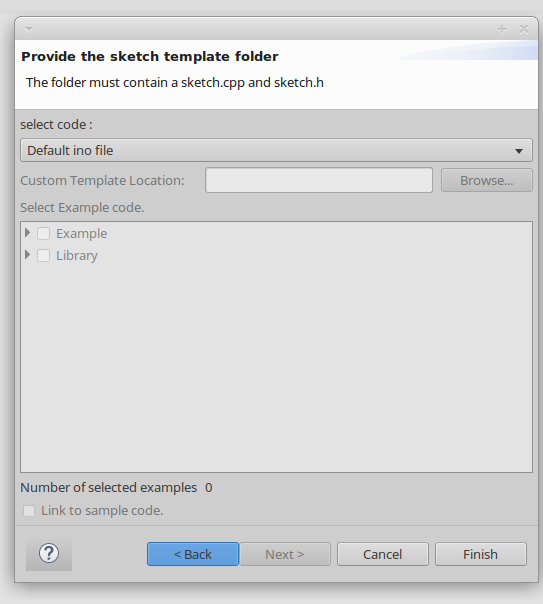 Provide the sketch template folder
The folder must contain a sketch.cpp and sketch.h
select code :
Default ino file
Custom Template Location:
Browse...
Select Example code.
Example
Library
Number of selected examples 0
Link to sample code.
?
< Back
Next >
Cancel
Finish